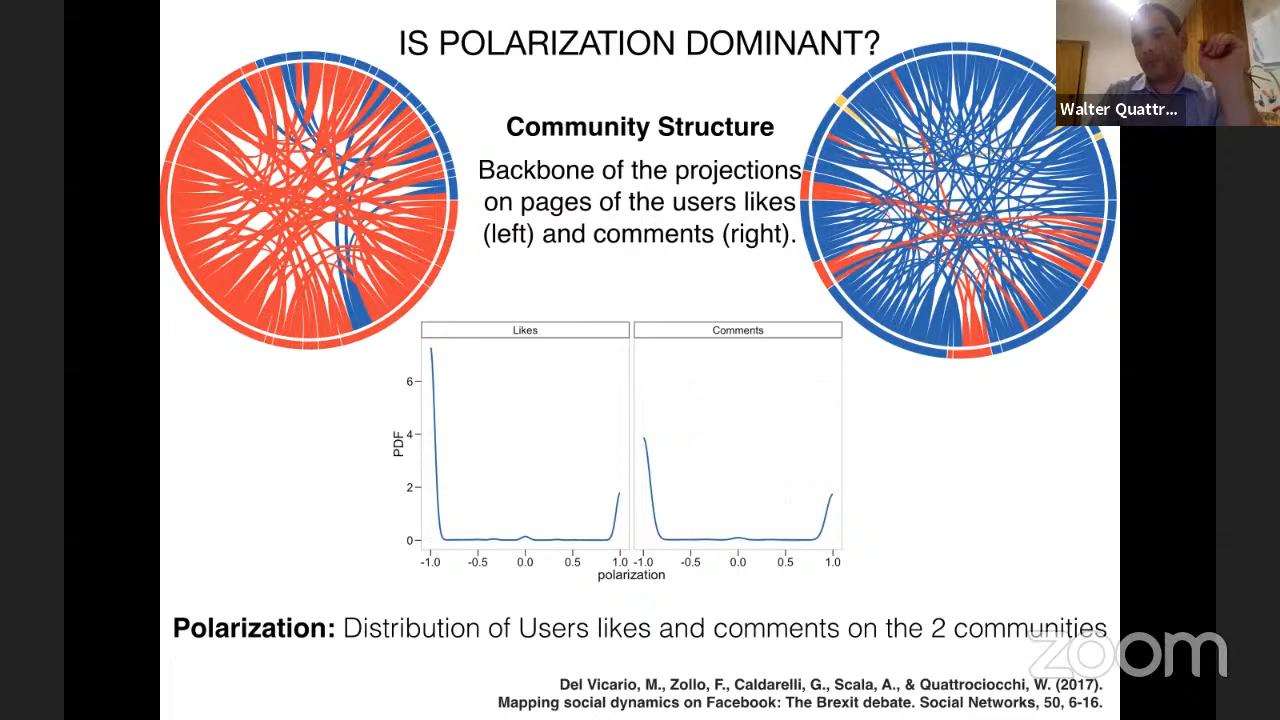 IS POLARIZATION DOMINANT?
Walter Quattr...
Community Structure
Backbone of the projections
on pages of the users likes
(left) and comments (right).
Likes
Comments
6
4
2
0
PDF
-1.0 -0.5 0.0 0.5 1.0 -1.0 -0.5 0.0 0.5 1.0
polarization
Polarization: Distribution of Users likes and comments on the 2 communities
zoom
Del Vicario, M., Zollo, F., Caldarelli, G., Scala, A., & Quattrociocchi, W. (2017).
Mapping social dynamics on Facebook: The Brexit debate. Social Networks, 50, 6-16.